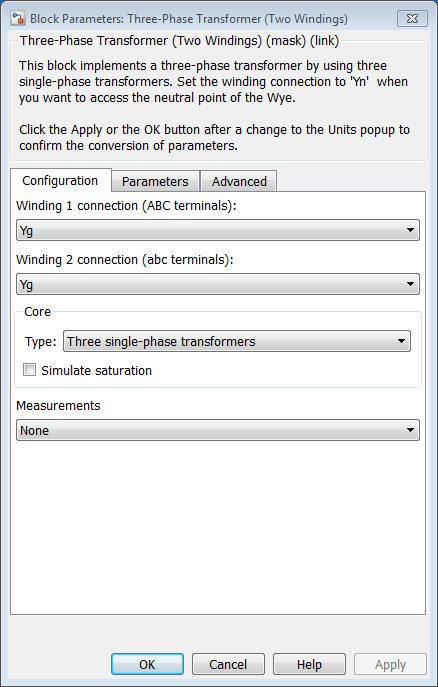 Block Parameters: Three-Phase Transformer (Two Windings)
Three-Phase Transformer (Two Windings) (mask) (link)
This block implements a three-phase transformer by using three
single-phase transformers. Set the winding connection to 'Yn'  when
you want to access the neutral point of the Wye.
Click the Apply or the OK button after a change to the Units popup to
confirm the conversion of parameters.
Configuration Parameters Advanced
Winding 1 connection (ABC terminals):
Yg
Winding 2 connection (abc terminals):
Yg
Core
Type: Three single-phase transformers
Simulate saturation
Measurements
None
OK Cancel Help Apply